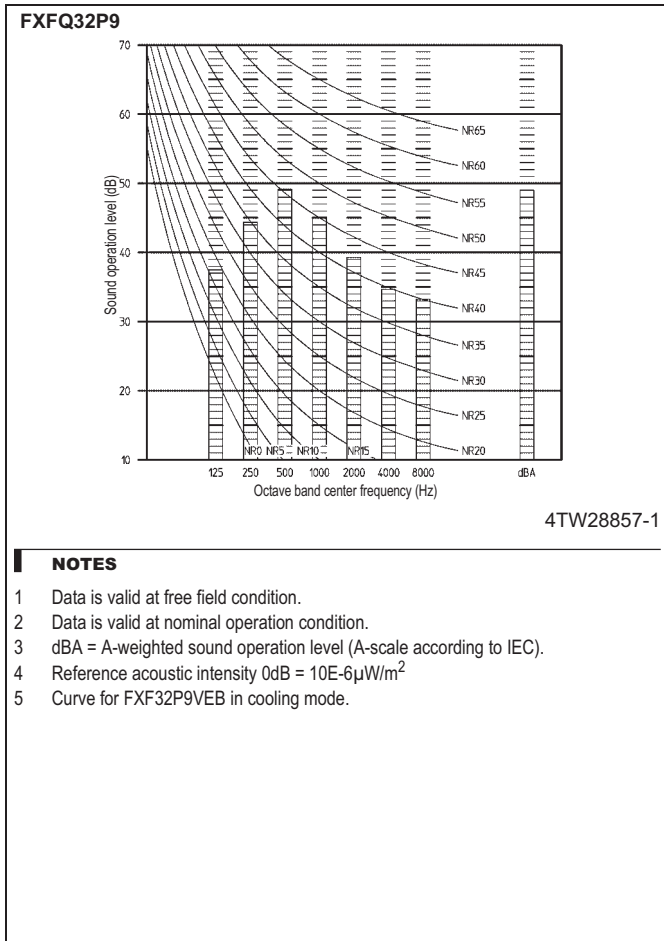 FXFQ32P9
70
60
50
40
30
20
10
Sound operation level (dB)
NR65
NR60
NR55
NR50
NR45
NR40
NR35
NR30
NR25
NR20
NR0 NR5 NR10 NR15
125 250 500 1000 2000 4000 8000 dBA
Octave band center frequency (Hz)
4TW28857-1
NOTES
1 Data is valid at free field condition.
2 Data is valid at nominal operation condition.
3 dBA = A-weighted sound operation level (A-scale according to IEC).
4 Reference acoustic intensity 0dB = 10E-6µW/m²
5 Curve for FXF32P9VEB in cooling mode.